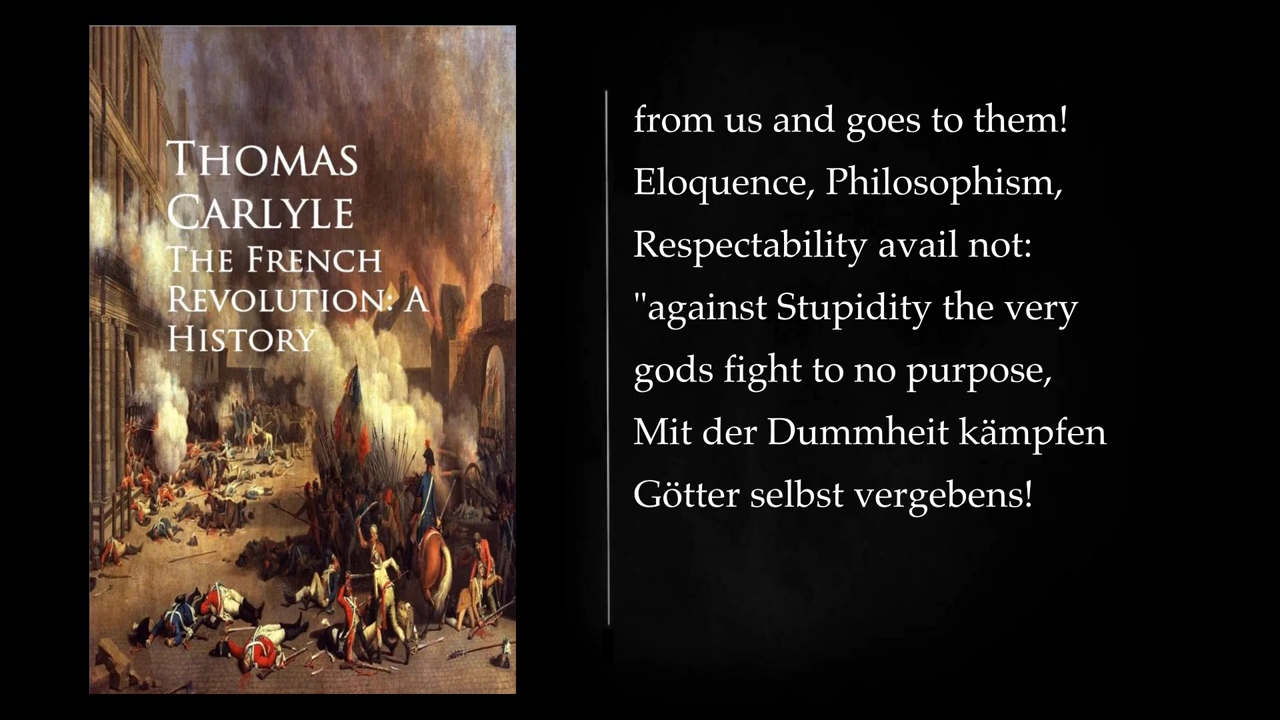 THOMAS
CARLYLE
THE FRENCH
REVOLUTION: A
HISTORY
from us and goes to them!
Eloquence, Philosophism,
Respectability avail not:
"against Stupidity the very
gods fight to no purpose,
Mit der Dummheit kämpfen
Götter selbst vergebens!